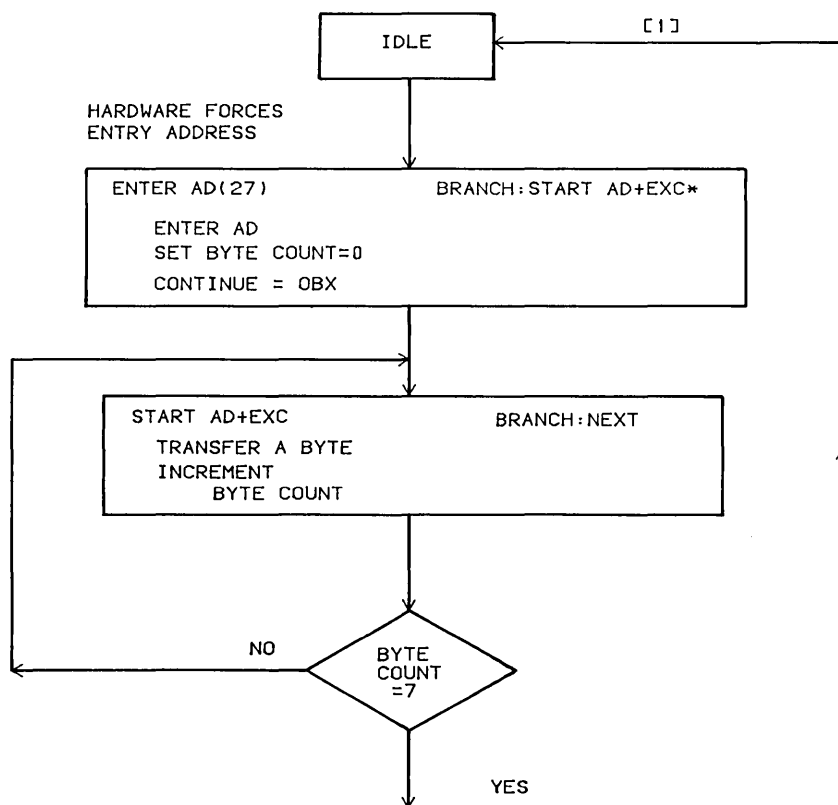 IDLE
[1]
HARDWARE FORCES
ENTRY ADDRESS
ENTER AD(27) BRANCH:START AD+EXC*
ENTER AD
SET BYTE COUNT=0
CONTINUE = OBX
START AD+EXC BRANCH:NEXT
TRANSFER A BYTE
INCREMENT
BYTE COUNT
NO
BYTE
COUNT
=7
YES